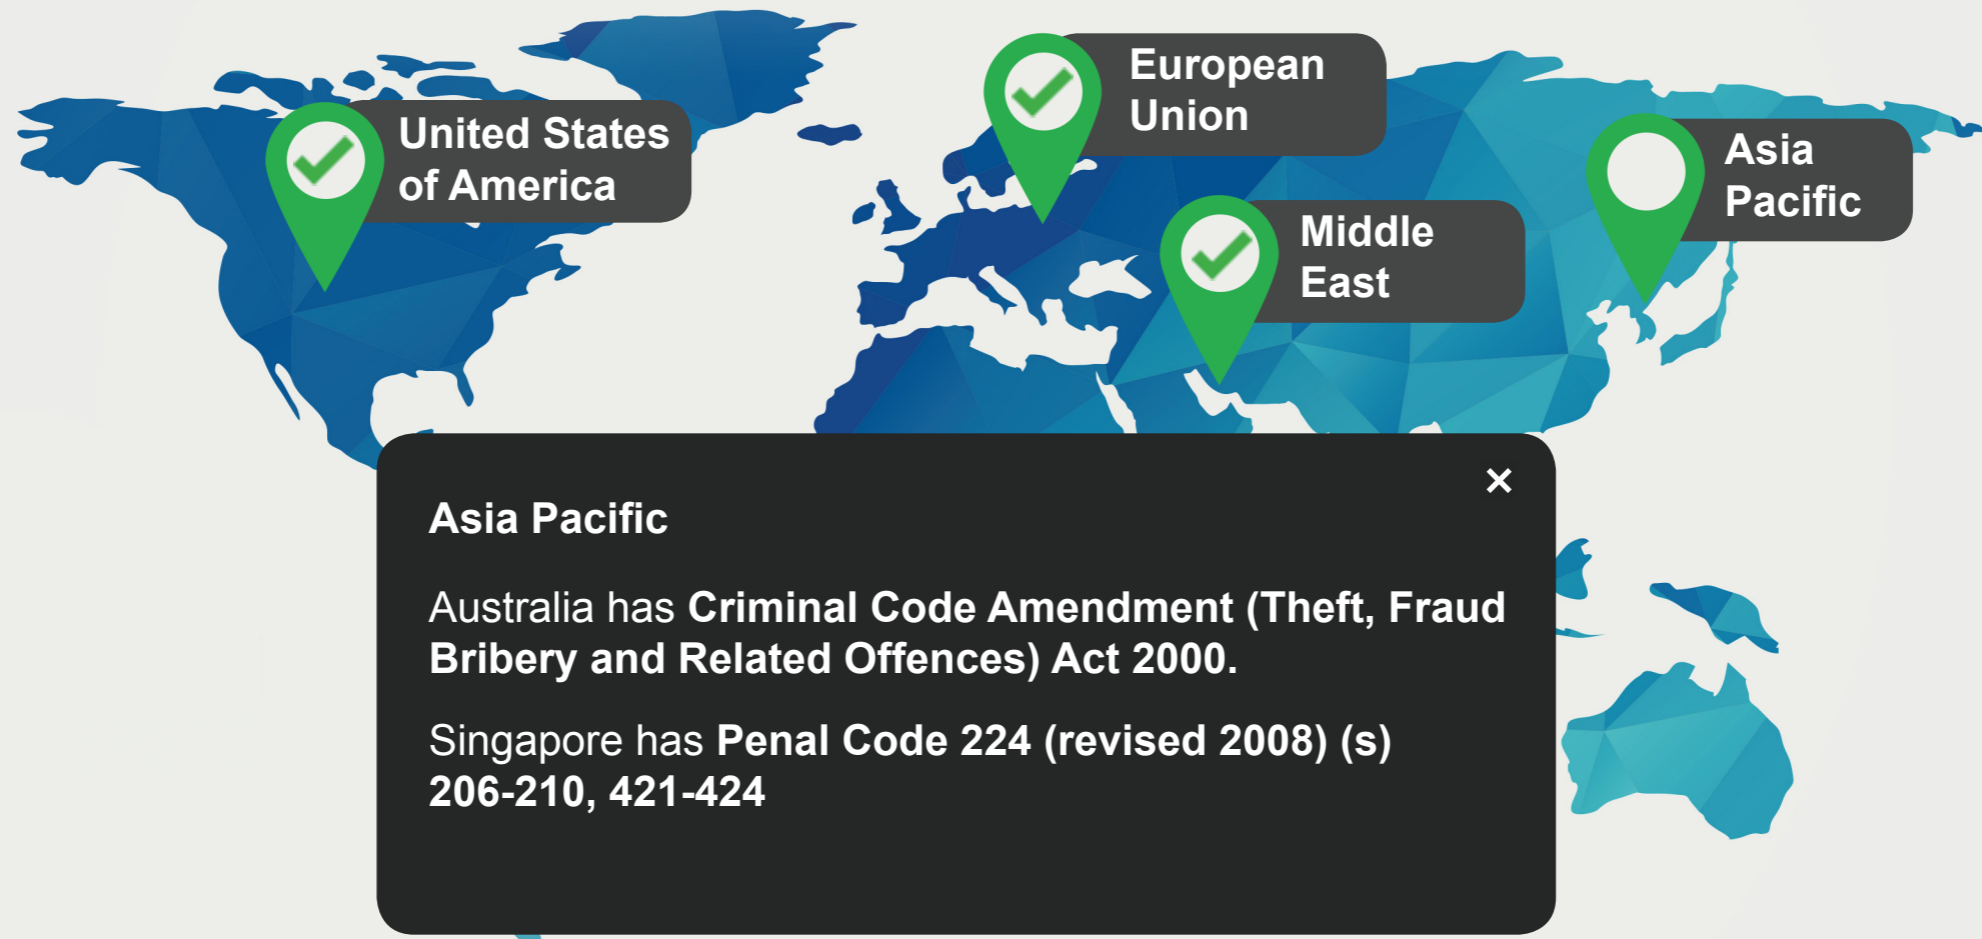 United States
of America
European
Union
Middle
East
Asia
Pacific
×
Asia Pacific
Australia has Criminal Code Amendment (Theft, Fraud
Bribery and Related Offences) Act 2000.
Singapore has Penal Code 224 (revised 2008) (s)
206-210, 421-424